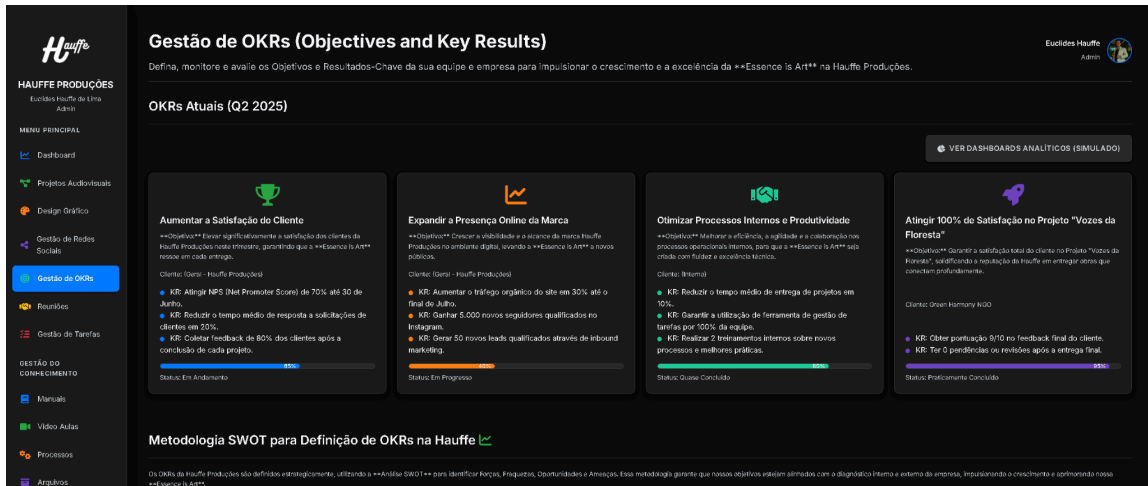 Hauffe
HAUFFE PRODUÇÕES
Euclides Hauffe de Lima
Admin
MENU PRINCIPAL
Dashboard
Projetos Audiovisuais
Design Gráfico
Gestão de Redes
Sociais
Gestão de OKRs
Reuniões
Gestão de Tarefas
GESTÃO DO
CONHECIMENTO
Manuais
Vídeo Aulas
Processos
Arquivos
Gestão de OKRs (Objectives and Key Results)
Defina, monitore e avalie os Objetivos e Resultados-Chave da sua equipe e empresa para impulsionar o crescimento e a excelência da **Essence is Art** na Hauffe Produções.
Euclides Hauffe
Admin
OKRs Atuais (Q2 2025)
VER DASHBOARDS ANALÍTICOS (SIMULADO)
Aumentar a Satisfação do Cliente
**Objetivo:** Elevar significativamente a satisfação dos clientes da
Hauffe Produções neste trimestre, garantindo que a **Essence is Art**
ressoe em cada entrega.
Cliente: (Geral - Hauffe Produções)
KR: Atingir NPS (Net Promoter Score) de 70% até 30 de
Junho.
KR: Reduzir o tempo médio de resposta a solicitações de
clientes em 20%.
KR: Coletar feedback de 80% dos clientes após a
conclusão de cada projeto.
Status: Em Andamento
Expandir a Presença Online da Marca
**Objetivo:** Crescer a visibilidade e o alcance da marca Hauffe
Produções no ambiente digital, levando a **Essence is Art** a novos
públicos.
Cliente: (Geral - Hauffe Produções)
KR: Aumentar o tráfego orgânico do site em 30% até o
final de Julho.
KR: Ganhar 5.000 novos seguidores qualificados no
Instagram.
KR: Gerar 50 novos leads qualificados através de inbound
marketing.
Status: Em Progresso
Otimizar Processos Internos e Produtividade
**Objetivo:** Melhorar a eficiência, a agilidade e a colaboração nos
processos operacionais internos, para que a **Essence is Art** seja
criada com fluidez e excelência técnica.
Cliente: (Interna)
KR: Reduzir o tempo médio de entrega de projetos em
10%.
KR: Garantir a utilização de ferramenta de gestão de
tarefas por 100% da equipe.
KR: Realizar 2 treinamentos internos sobre novos
processos e melhores práticas.
Status: Quase Concluído
Atingir 100% de Satisfação no Projeto "Vozes da
Floresta"
**Objetivo:** Garantir a satisfação total do cliente no Projeto "Vozes da
Floresta", solidificando a reputação da Hauffe em entregar obras que
conectam profundamente.
Cliente: Green Harmony NGO
KR: Obter pontuação 9/10 no feedback final do cliente.
KR: Ter 0 pendências ou revisões após a entrega final.
95%
Status: Praticamente Concluído
Metodologia SWOT para Definição de OKRs na Hauffe
Os OKRs da Hauffe Produções são definidos estrategicamente, utilizando a **Análise SWOT** para identificar Forças, Fraquezas, Oportunidades e Ameaças. Essa metodologia garante que nossos objetivos estejam alinhados com o diagnóstico interno e externo da empresa, impulsionando o crescimento e aprimorando nossa
**Essence is Art**.